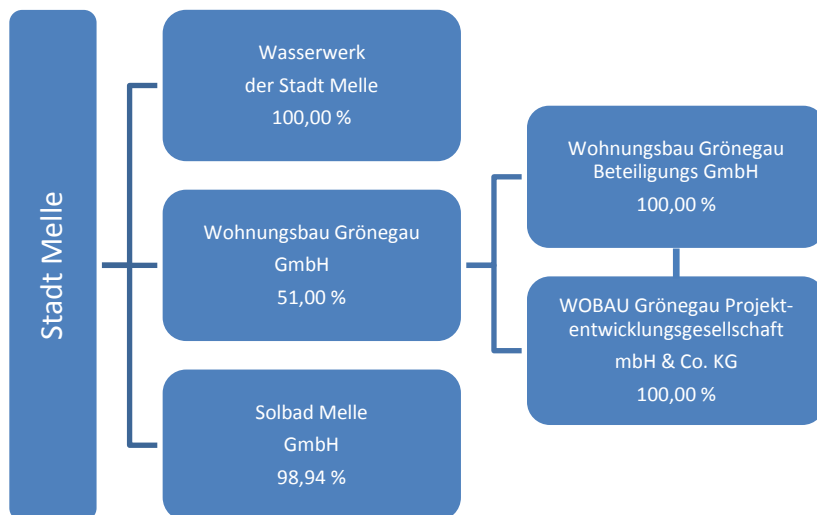 Stadt Melle
Wasserwerk
der Stadt Melle
100,00 %
Wohnungsbau Grönegau
GmbH
51,00 %
Solbad Melle
GmbH
98,94 %
Wohnungsbau Grönegau
Beteiligungs GmbH
100,00 %
WOBAU Grönegau Projekt-
entwicklungsgesellschaft
mbH & Co. KG
100,00 %